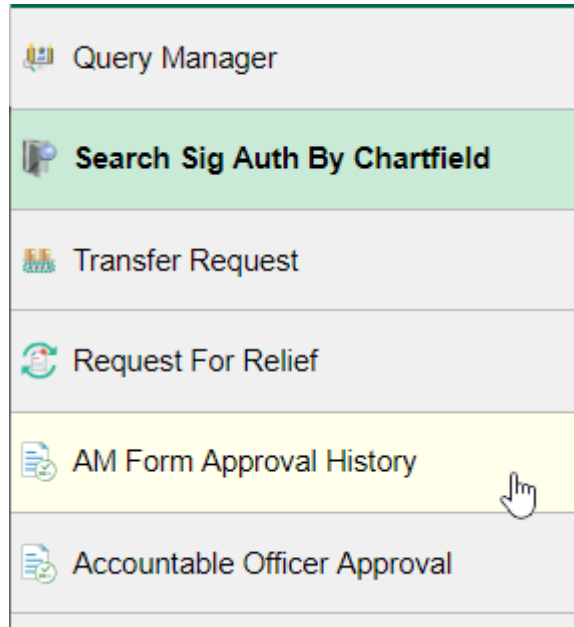 Query Manager
Search Sig Auth By Chartfield
Transfer Request
Request For Relief
AM Form Approval History
Accountable Officer Approval